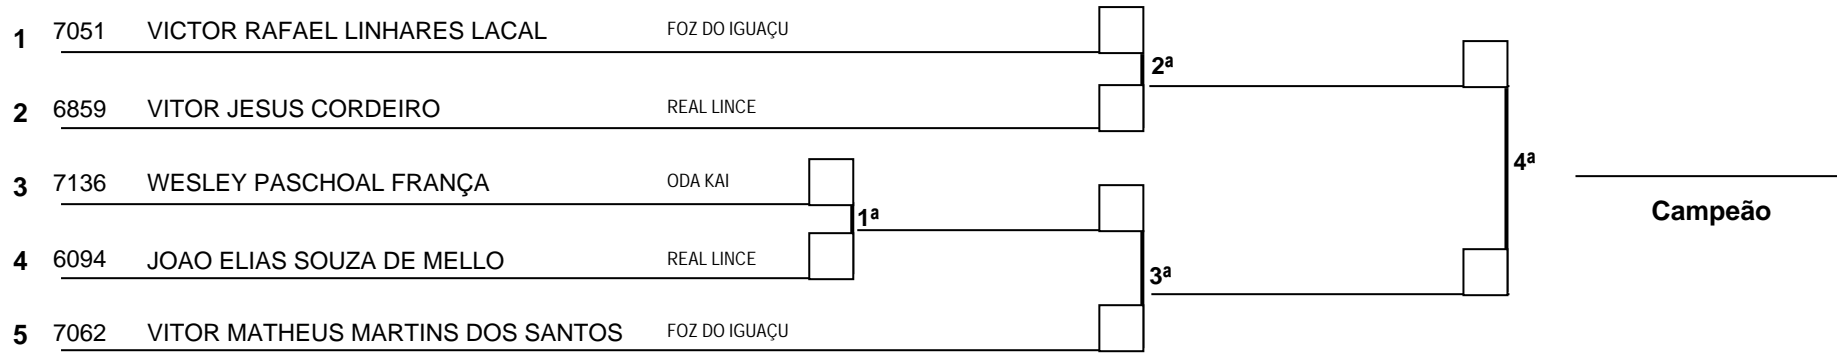 1 7051 VICTOR RAFAEL LINHARES LACAL FOZ DO IGUAÇU
2ª
2 6859 VITOR JESUS CORDEIRO REAL LINCE
4ª
3 7136 WESLEY PASCHOAL FRANÇA ODA KAI
Campeão
1ª
4 6094 JOAO ELIAS SOUZA DE MELLO REAL LINCE
3ª
5 7062 VITOR MATHEUS MARTINS DOS SANTOS FOZ DO IGUAÇU